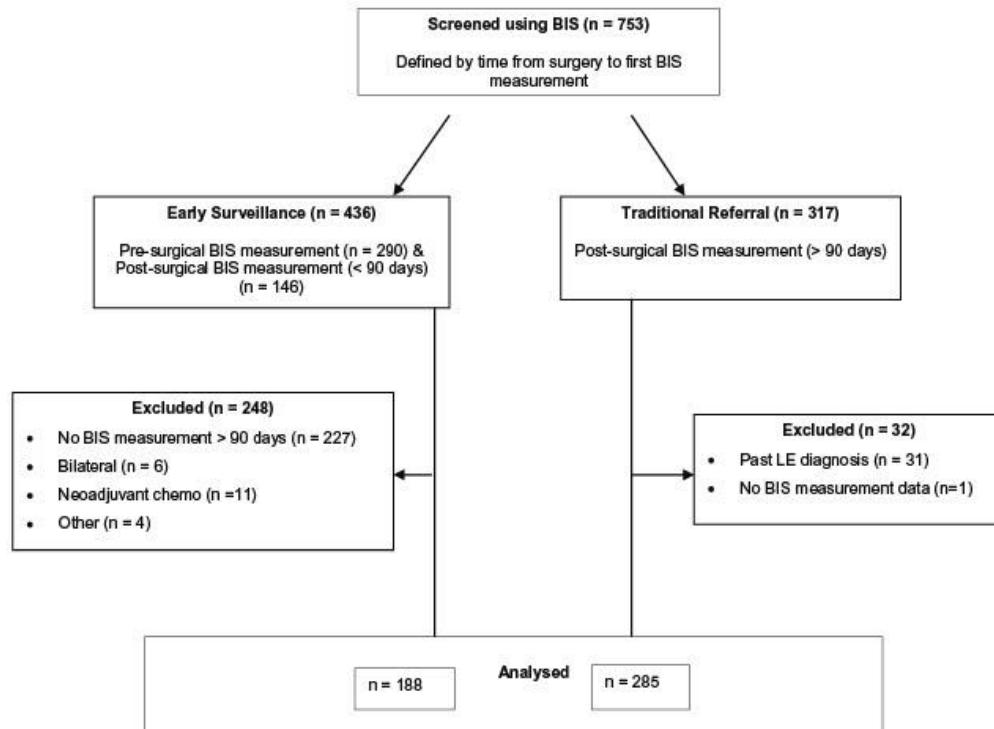 Screened using BIS (n = 753)
Defined by time from surgery to first BIS
measurement
Early Surveillance (n = 436)
Pre-surgical BIS measurement (n = 290) &
Post-surgical BIS measurement (< 90 days)
(n = 146)
Traditional Referral (n = 317)
Post-surgical BIS measurement (> 90 days)
Excluded (n = 248)
• No BIS measurement > 90 days (n = 227)
• Bilateral (n = 6)
• Neoadjuvant chemo (n =11)
• Other (n = 4)
Excluded (n = 32)
• Past LE diagnosis (n = 31)
• No BIS measurement data (n=1)
Analysed
n = 188
n = 285